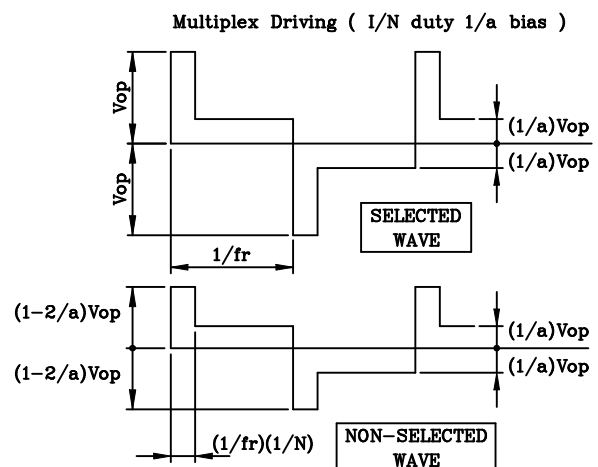 Multiplex Driving ( I/N duty 1/a bias )
Vop
Vop
(1/a)Vop
(1/a)Vop
SELECTED
WAVE
1/fr
(1-2/a)Vop
(1-2/a)Vop
(1/a)Vop
(1/a)Vop
(1/fr)(1/N)
NON-SELECTED
WAVE